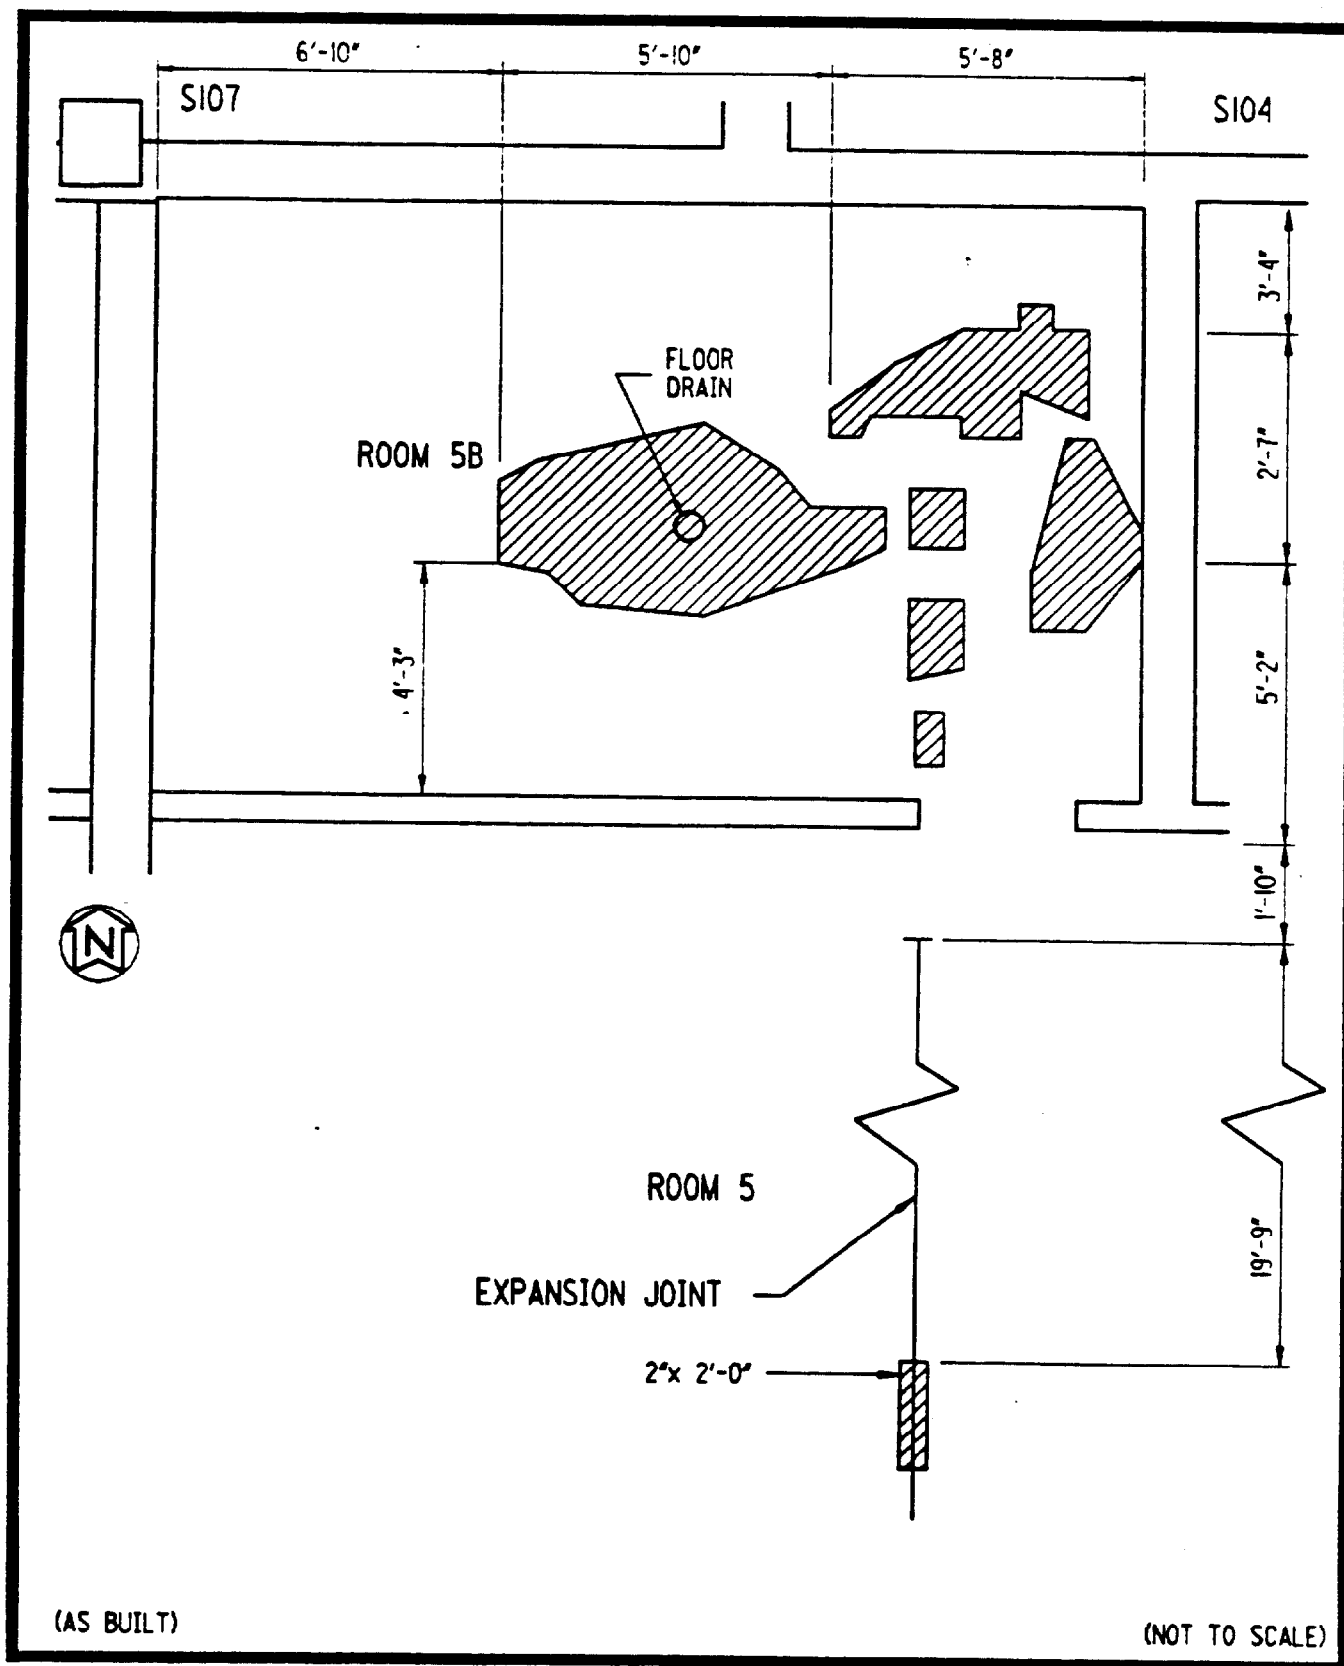 6'-10" 5'-10" 5'-8"
S107 S104
3'-4"
FLOOR
DRAIN
2'-7"
ROOM 5B
4'-3"
5'-2"
1'-10"
N
ROOM 5
19'-9"
EXPANSION JOINT
2"x 2'-0"
(AS BUILT)
(NOT TO SCALE)